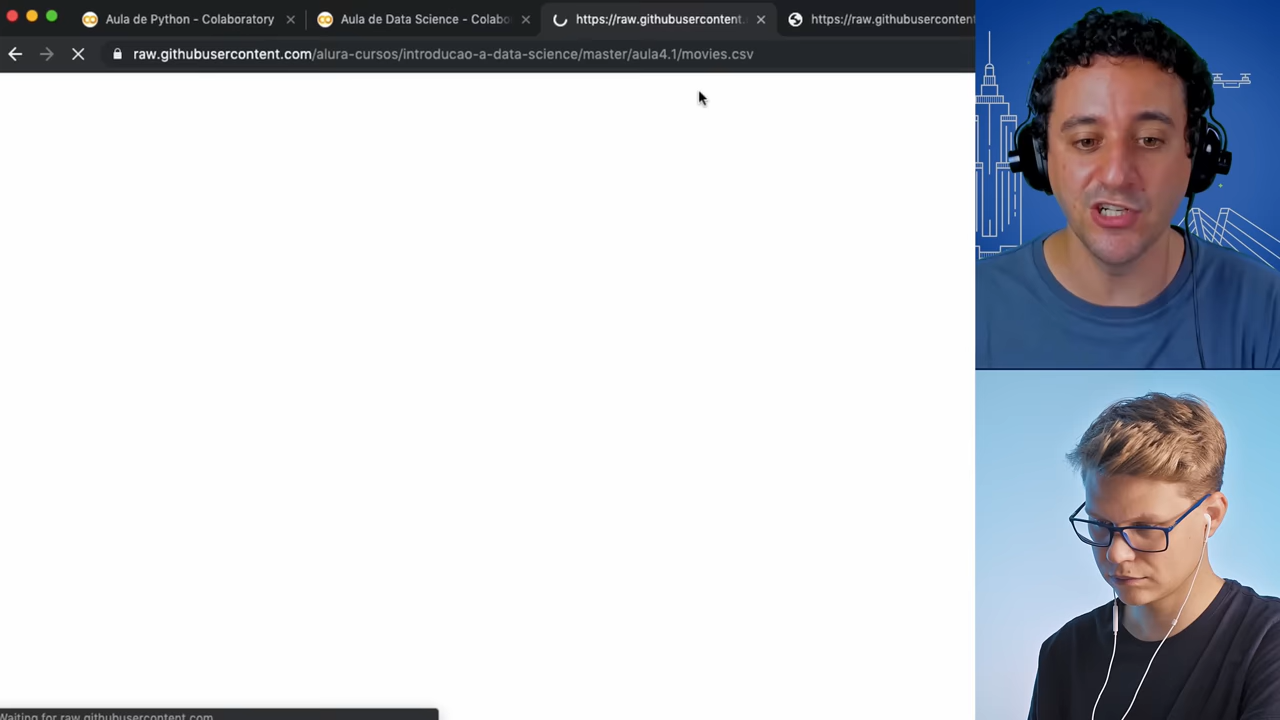 Aula de Python - Colaboratory
Aula de Data Science - Colabo
https://raw.githubusercontent.
https://raw.githubusercontent
raw.githubusercontent.com/alura-cursos/introducao-a-data-science/master/aula4.1/movies.csv
Waiting for raw.githubusercontent.com